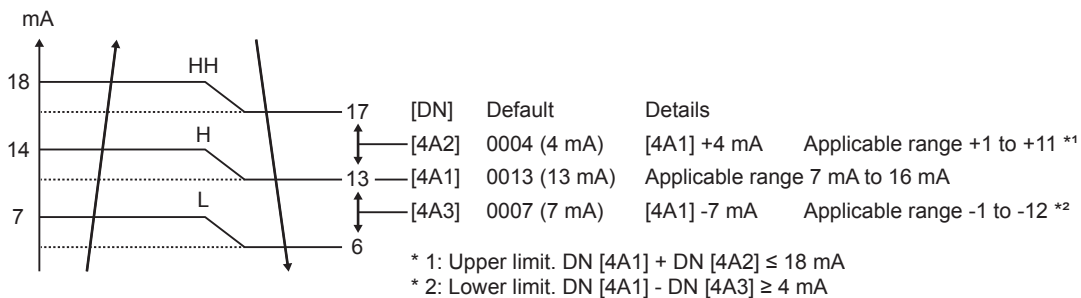 mA
18
HH
17 [DN] Default Details
[4A2] 0004 (4 mA) [4A1] +4 mA Applicable range +1 to +11 *1
14
H
13 [4A1] 0013 (13 mA) Applicable range 7 mA to 16 mA
7
L
[4A3] 0007 (7 mA) [4A1] -7 mA Applicable range -1 to -12 *2
6
* 1: Upper limit. DN [4A1] + DN [4A2] ≤ 18 mA
* 2: Lower limit. DN [4A1] - DN [4A3] ≥ 4 mA